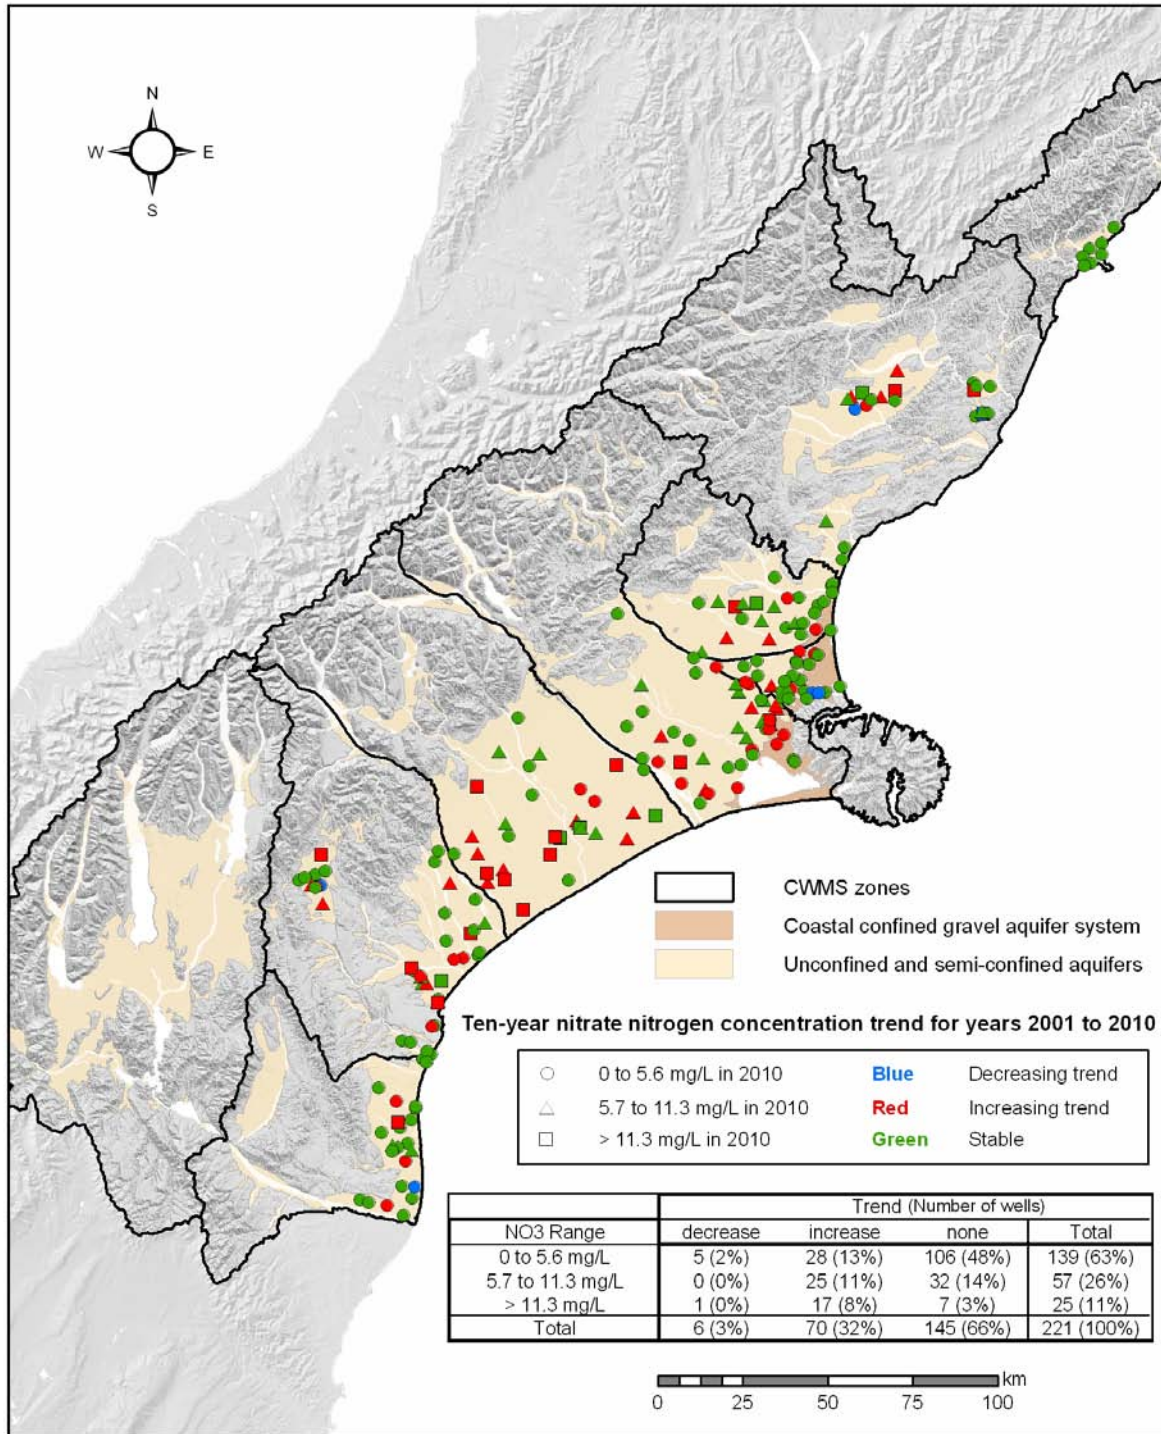 N
W E
S
CWMS zones
Coastal confined gravel aquifer system
Unconfined and semi-confined aquifers
Ten-year nitrate nitrogen concentration trend for years 2001 to 2010
0 to 5.6 mg/L in 2010 Blue Decreasing trend
5.7 to 11.3 mg/L in 2010 Red Increasing trend
> 11.3 mg/L in 2010 Green Stable
Trend (Number of wells)
NO3 Range decrease increase none Total
0 to 5.6 mg/L 5 (2%) 28 (13%) 106 (48%) 139 (63%)
5.7 to 11.3 mg/L 0 (0%) 25 (11%) 32 (14%) 57 (26%)
> 11.3 mg/L 1 (0%) 17 (8%) 7 (3%) 25 (11%)
Total 6 (3%) 70 (32%) 145 (66%) 221 (100%)
km
0 25 50 75 100